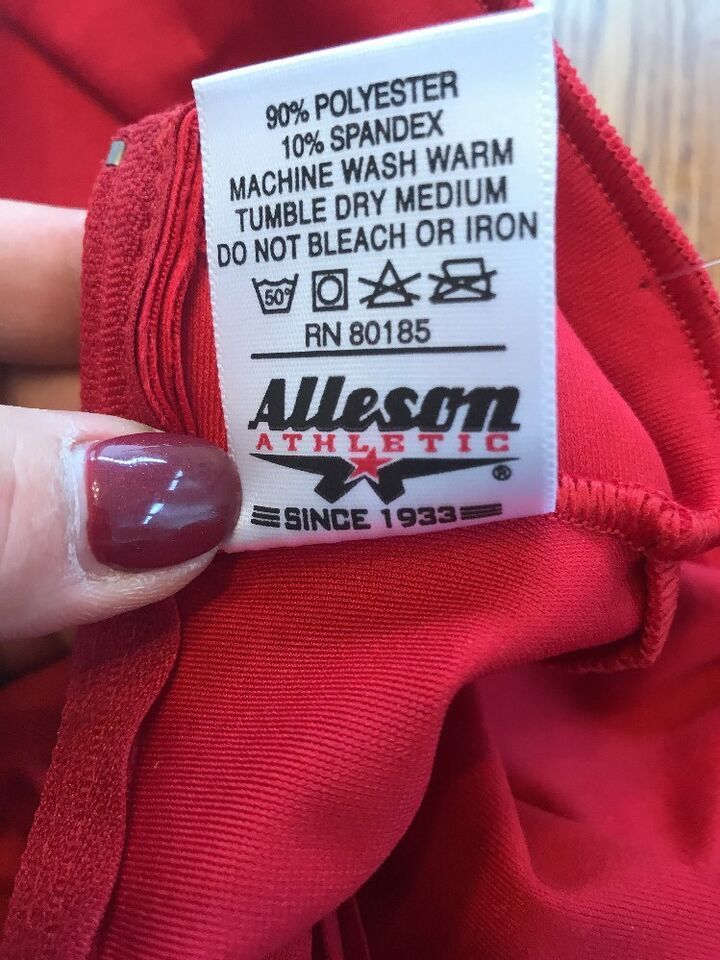 90% POLYESTER
10% SPANDEX
MACHINE WASH WARM
TUMBLE DRY MEDIUM
DO NOT BLEACH OR IRON
50°
RN 80185
Alleson
ATHLETIC
®
SINCE 1933